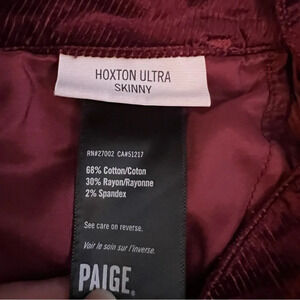 HOXTON ULTRA
SKINNY
RN#27002 CA#51217
68% Cotton/Coton
30% Rayon/Rayonne
2% Spandex
See care on reverse.
Voir le soin sur l'inverse.
PAIGE®